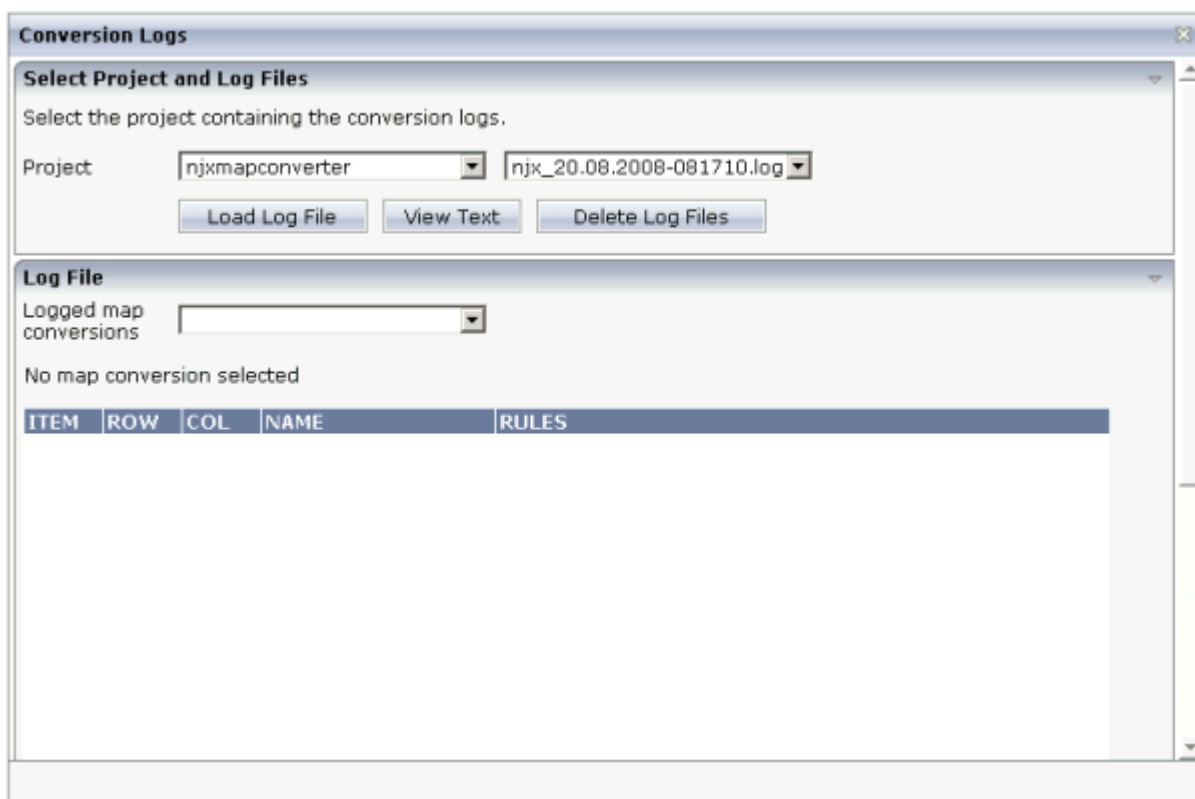 Conversion Logs
Select Project and Log Files
Select the project containing the conversion logs.
Project njxmapconverter njx_20.08.2008-081710.log
Load Log File View Text Delete Log Files
Log File
Logged map
conversions
No map conversion selected
ITEM ROW COL NAME RULES